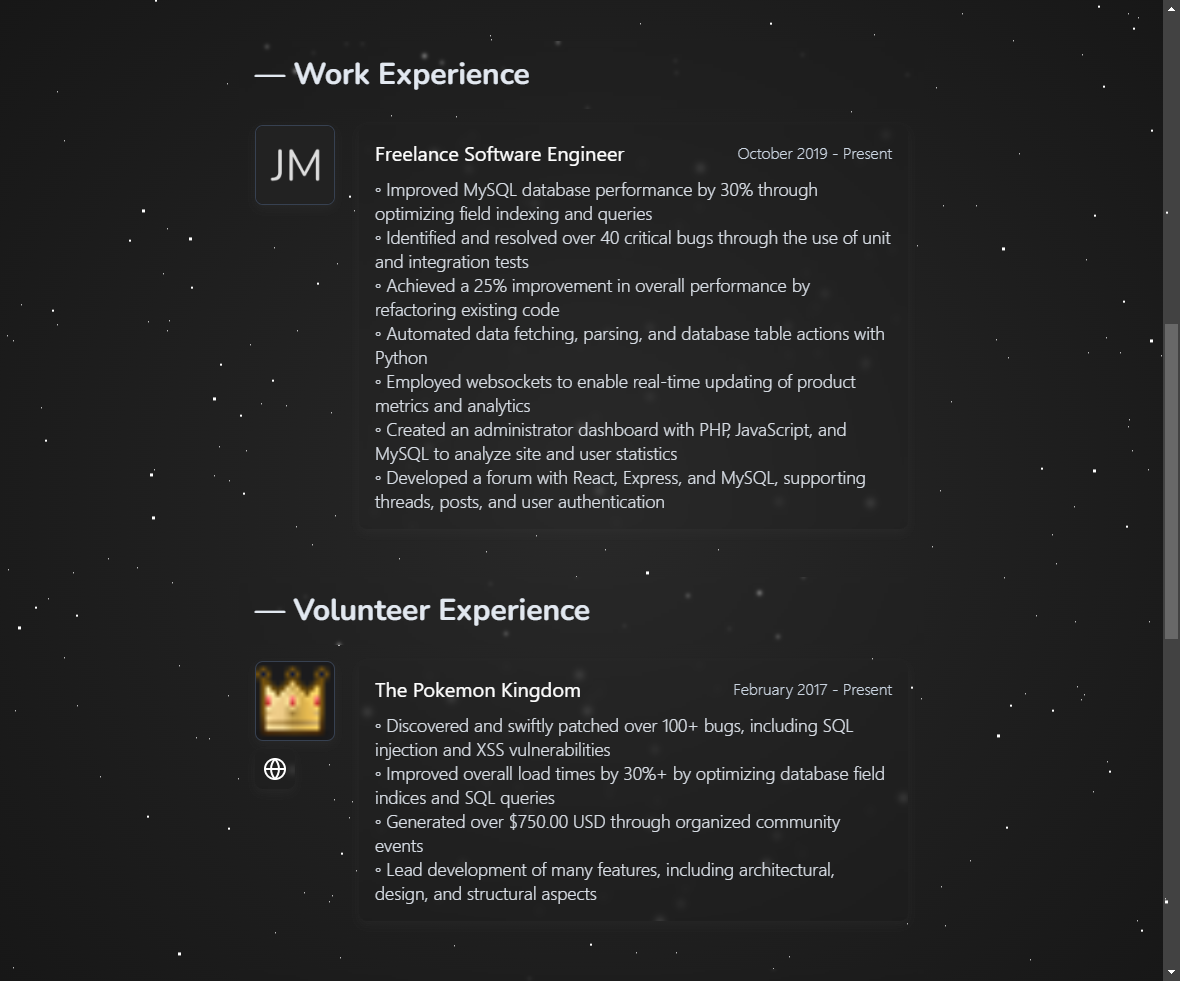 — Work Experience
JM
Freelance Software Engineer
October 2019 - Present
◦ Improved MySQL database performance by 30% through
optimizing field indexing and queries
◦ Identified and resolved over 40 critical bugs through the use of unit
and integration tests
◦ Achieved a 25% improvement in overall performance by
refactoring existing code
◦ Automated data fetching, parsing, and database table actions with
Python
◦ Employed websockets to enable real-time updating of product
metrics and analytics
◦ Created an administrator dashboard with PHP, JavaScript, and
MySQL to analyze site and user statistics
◦ Developed a forum with React, Express, and MySQL, supporting
threads, posts, and user authentication
— Volunteer Experience
The Pokemon Kingdom
February 2017 - Present
◦ Discovered and swiftly patched over 100+ bugs, including SQL
injection and XSS vulnerabilities
◦ Improved overall load times by 30%+ by optimizing database field
indices and SQL queries
◦ Generated over $750.00 USD through organized community
events
◦ Lead development of many features, including architectural,
design, and structural aspects